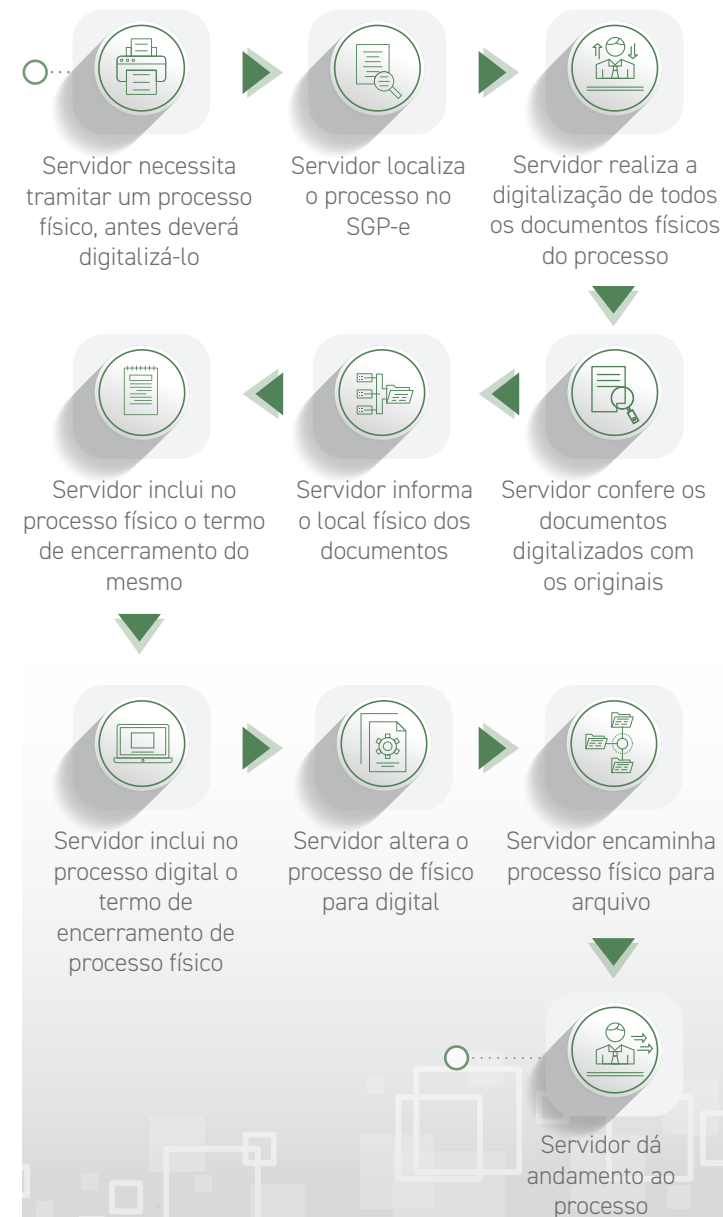 Servidor necessita
tramitar um processo
físico, antes deverá
digitalizá-lo
Servidor localiza
o processo no
SGP-e
Servidor realiza a
digitalização de todos
os documentos físicos
do processo
Servidor confere os
documentos
digitalizados com
os originais
Servidor informa
o local físico dos
documentos
Servidor inclui no
processo físico o termo
de encerramento do
mesmo
Servidor inclui no
processo digital o
termo de
encerramento de
processo físico
Servidor altera o
processo de físico
para digital
Servidor encaminha
processo físico para
arquivo
Servidor dá
andamento ao
processo